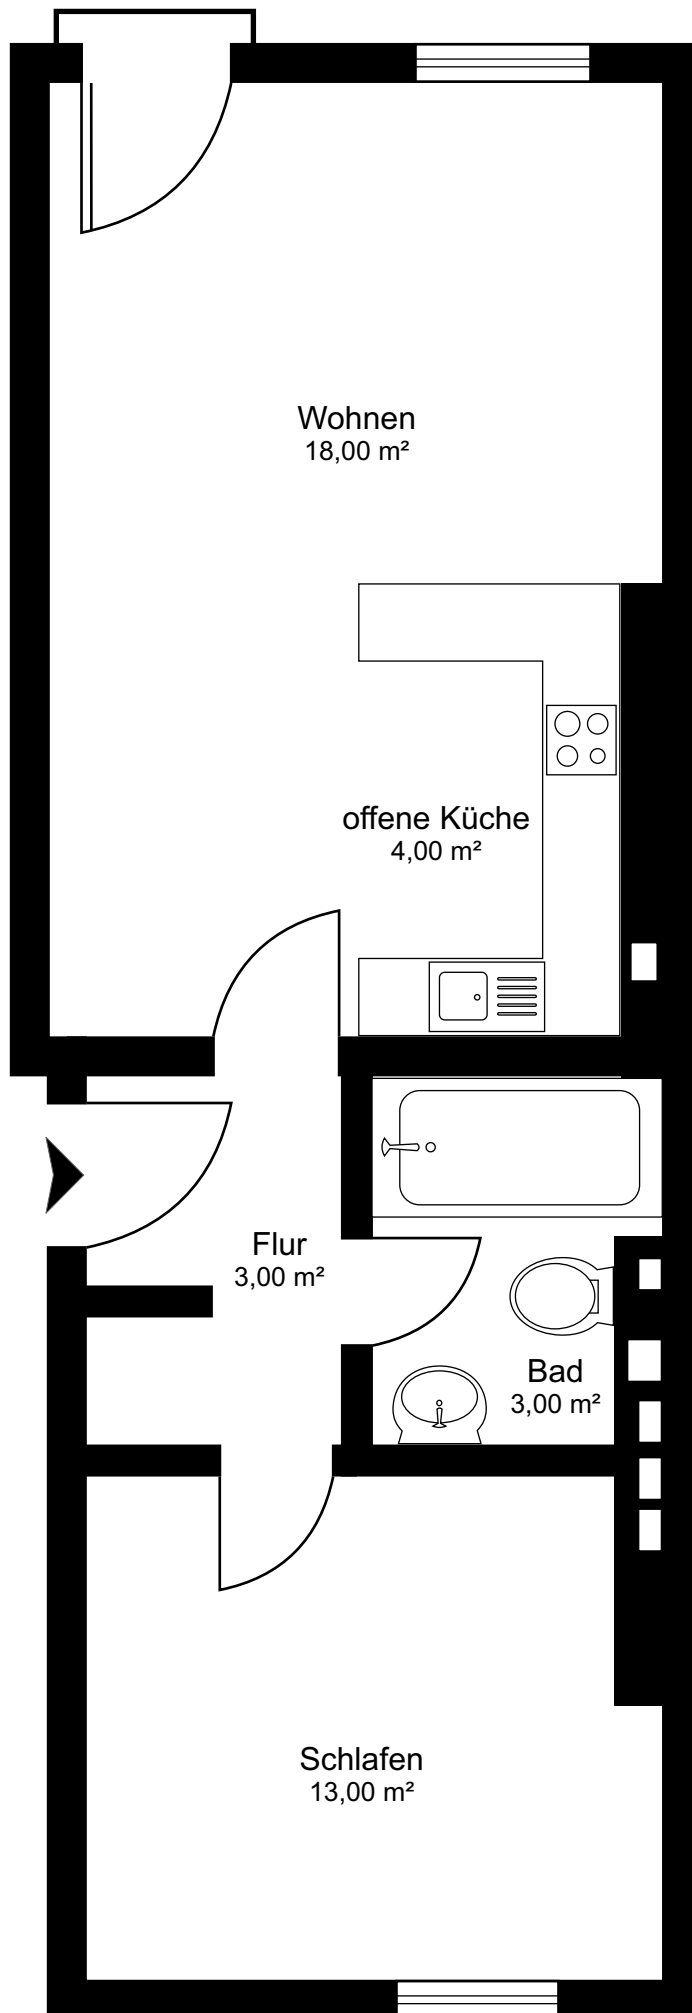 Wohnen
18,00 m²
offene Küche
4,00 m²
Flur
3,00 m²
Bad
3,00 m²
Schlafen
13,00 m²